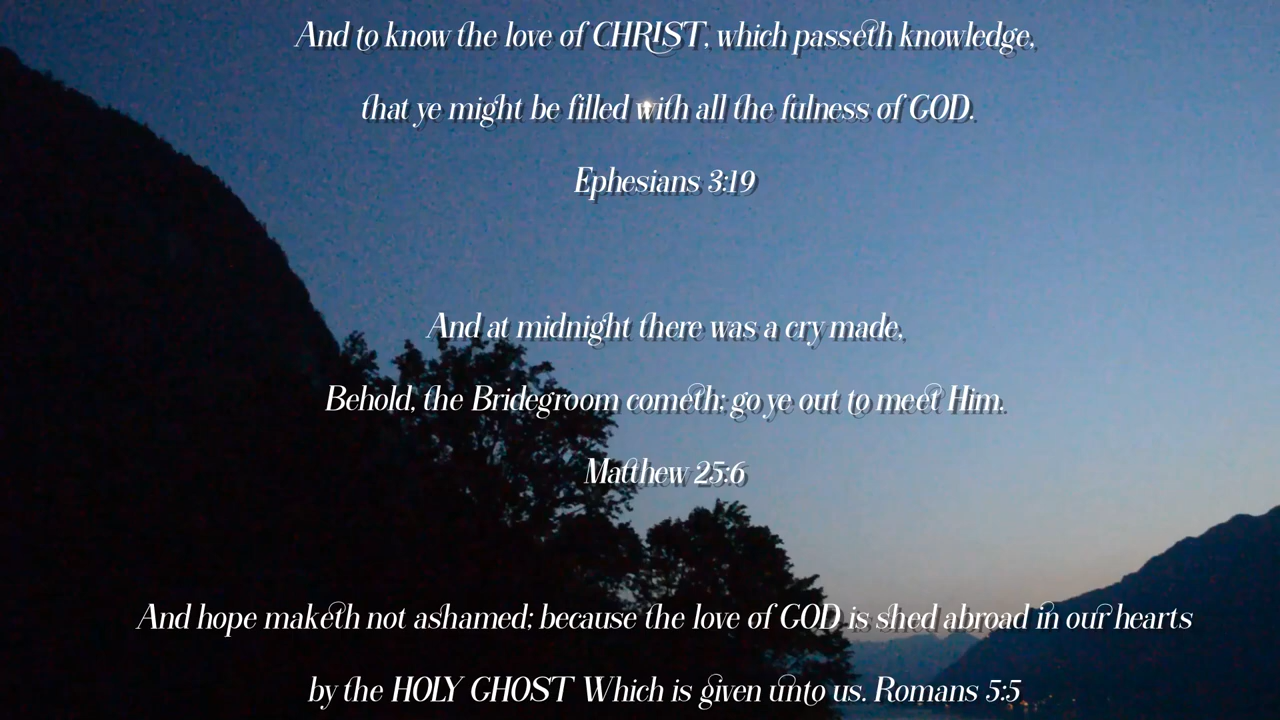 And to know the love of CHRIST, which passeth knowledge,
that ye might be filled with all the fulness of GOD.
Ephesians 3:19
And at midnight there was a cry made,
Behold, the Bridegroom cometh; go ye out to meet Him.
Matthew 25:6
And hope maketh not ashamed; because the love of GOD is shed abroad in our hearts
by the HOLY GHOST Which is given unto us. Romans 5:5